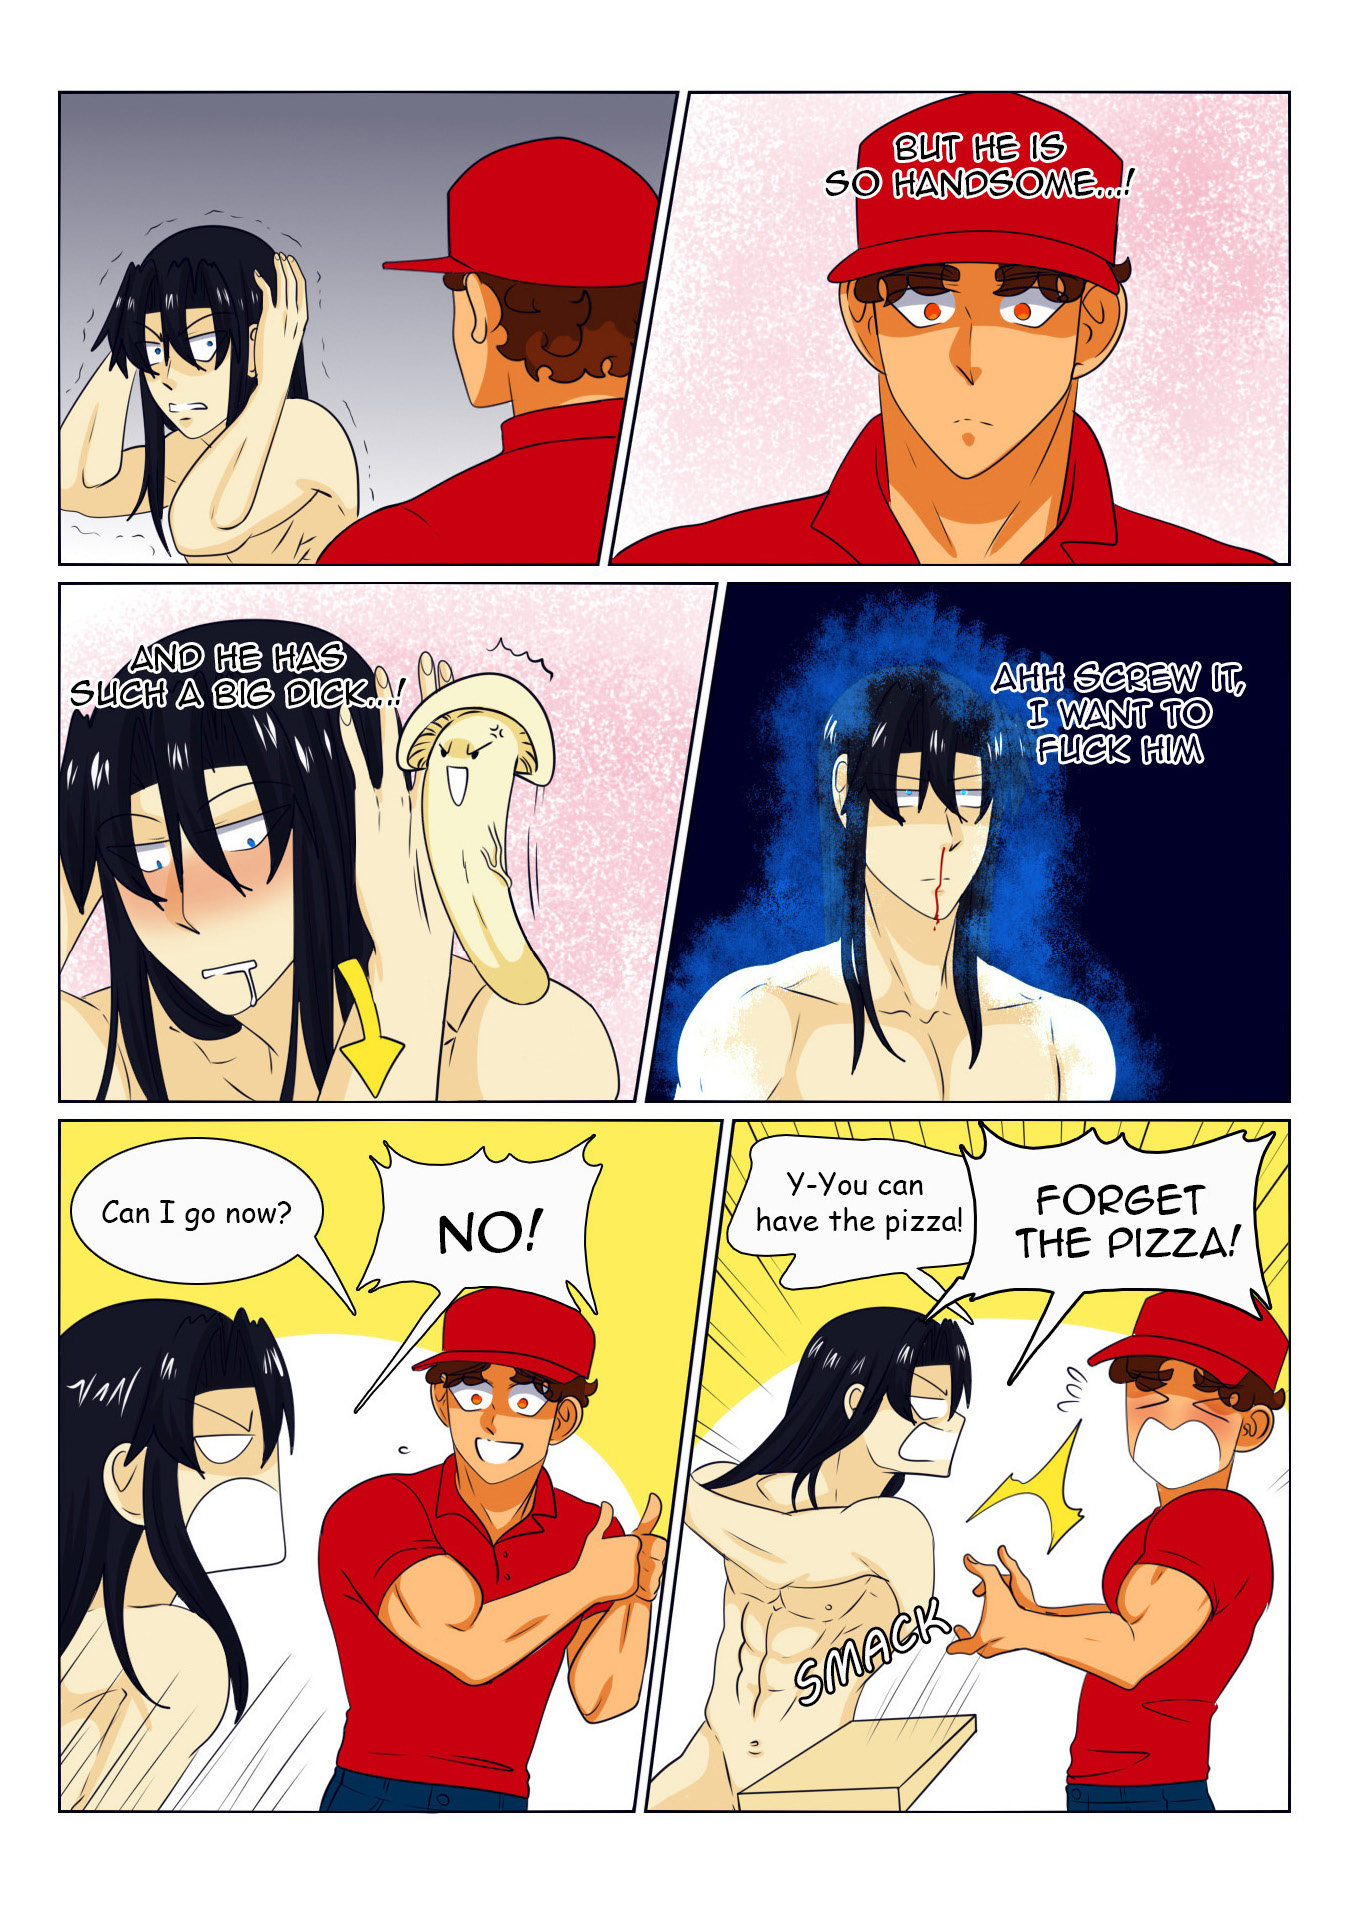 BUT HE IS
SO HANDSOME...!
AND HE HAS
SUCH A BIG DICK...!
AHH SCREW IT,
I WANT TO
FUCK HIM
Can I go now?
NO!
Y-You can
have the pizza!
FORGET
THE PIZZA!
SMACK